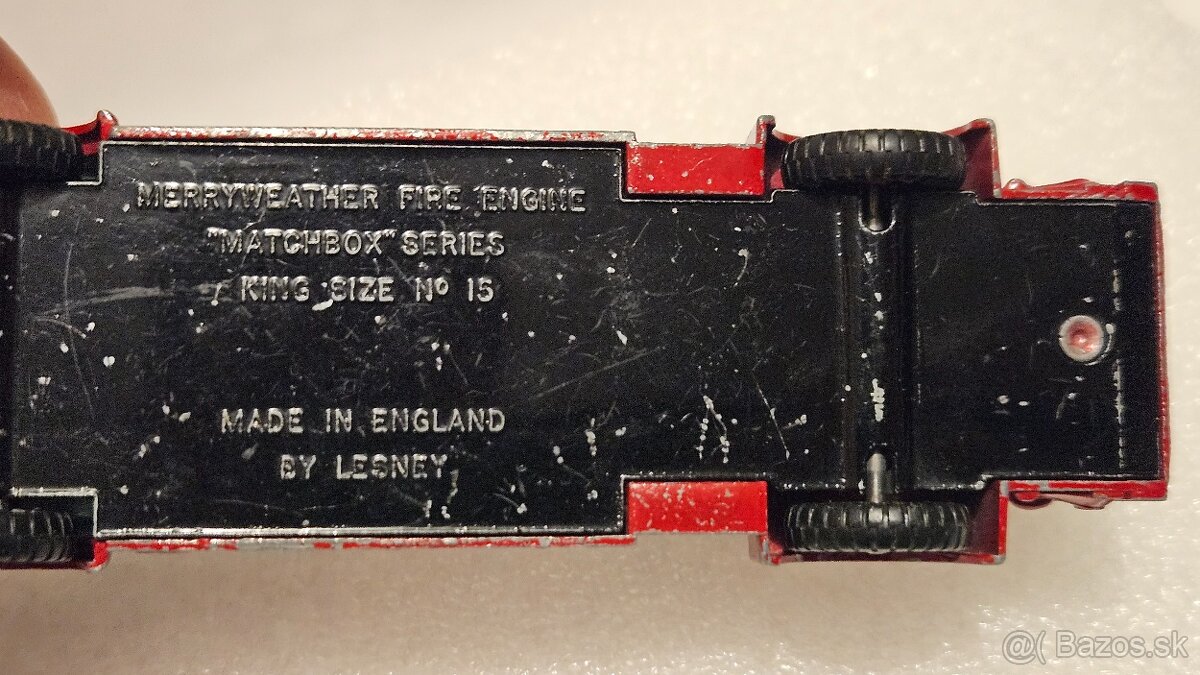 MERRYWEATHER FIRE ENGINE
"MATCHBOX" SERIES
KING SIZE Nº 15
MADE IN ENGLAND
BY LESNEY
@( Bazos.sk